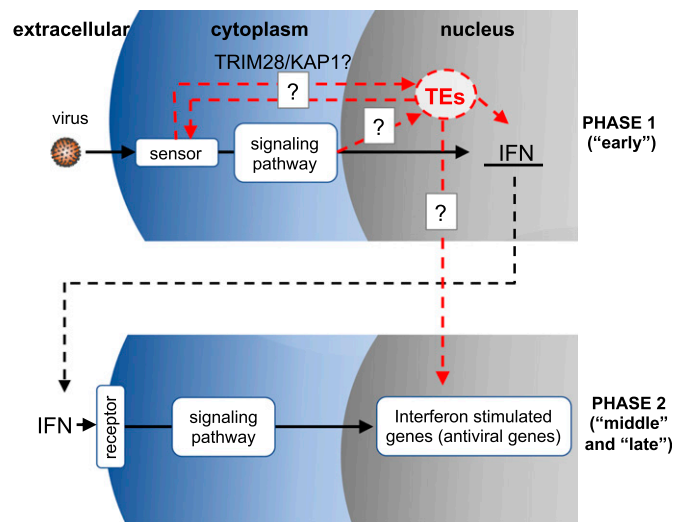 extracellular cytoplasm nucleus
TRIM28/KAP1?
?
TEs
virus
?
PHASE 1
("early")
sensor
signaling
pathway
IFN
?
PHASE 2
("middle"
and "late")
IFN
receptor
signaling
pathway
Interferon stimulated
genes (antiviral genes)